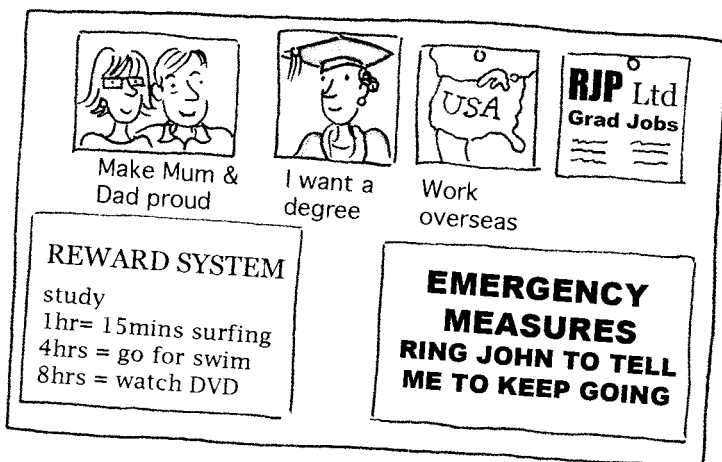 USA
RJP Ltd
Grad Jobs
Make Mum &
Dad proud
I want a
degree
Work
overseas
REWARD SYSTEM
study
1hr= 15mins surfing
4hrs = go for swim
8hrs = watch DVD
EMERGENCY
MEASURES
RING JOHN TO TELL
ME TO KEEP GOING